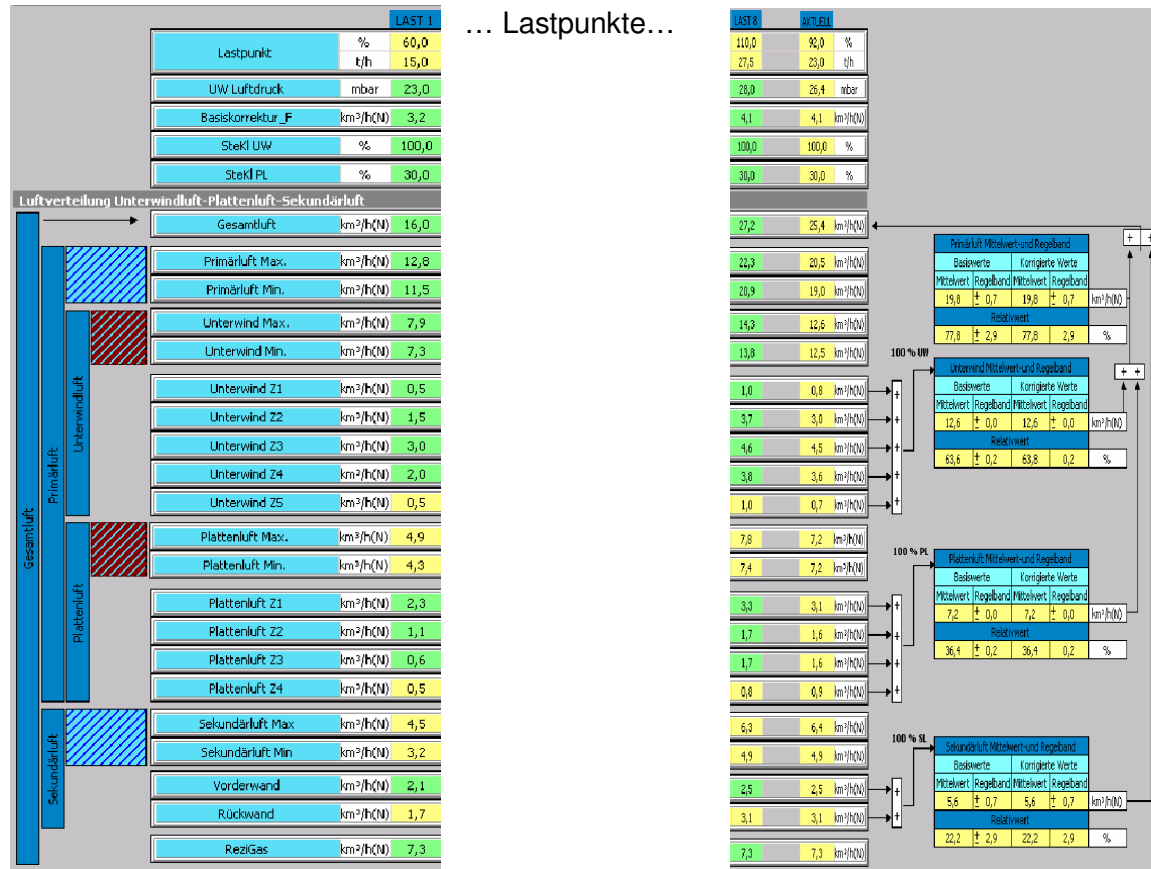 LAST 1 … Lastpunkte… LAST 8 AKTUELL
Lastpunkt % 60,0 110,0 92,0 %
t/h 15,0 27,5 23,0 t/h
UW Luftdruck mbar 23,0 28,0 26,4 mbar
Basiskorrektur_F km³/h(N) 3,2 4,1 4,1 km³/h(N)
SteKl UW % 100,0 100,0 100,0 %
SteKl PL % 30,0 30,0 30,0 %
Luftverteilung Unterwindluft-Plattenluft-Sekundärluft
Gesamtluft km³/h(N) 16,0 27,2 25,4 km³/h(N)
Primärluft Max. km³/h(N) 12,8 22,3 20,5 km³/h(N)
Primärluft Min. km³/h(N) 11,5 20,9 19,0 km³/h(N)
Unterwind Max. km³/h(N) 7,9 14,3 12,6 km³/h(N)
Unterwind Min. km³/h(N) 7,3 13,8 12,5 km³/h(N)
Unterwind Z1 km³/h(N) 0,5 1,0 0,8 km³/h(N) +
Unterwind Z2 km³/h(N) 1,5 3,7 3,0 km³/h(N) +
Unterwind Z3 km³/h(N) 3,0 4,6 4,5 km³/h(N) +
Unterwind Z4 km³/h(N) 2,0 3,8 3,6 km³/h(N) +
Unterwind Z5 km³/h(N) 0,5 1,0 0,7 km³/h(N) +
Plattenluft Max. km³/h(N) 4,9 7,8 7,2 km³/h(N)
Plattenluft Min. km³/h(N) 4,3 7,4 7,2 km³/h(N)
Plattenluft Z1 km³/h(N) 2,3 3,3 3,1 km³/h(N) +
Plattenluft Z2 km³/h(N) 1,1 1,7 1,6 km³/h(N) +
Plattenluft Z3 km³/h(N) 0,6 1,7 1,6 km³/h(N) +
Plattenluft Z4 km³/h(N) 0,5 0,8 0,9 km³/h(N) +
Sekundärluft Max km³/h(N) 4,5 6,3 6,4 km³/h(N)
Sekundärluft Min km³/h(N) 3,2 4,9 4,9 km³/h(N)
Vorderwand km³/h(N) 2,1 2,5 2,5 km³/h(N) +
Rückwand km³/h(N) 1,7 3,1 3,1 km³/h(N) +
ReziGas km³/h(N) 7,3 7,3 7,3 km³/h(N)
Gesamtluft
Primärluft
Unterwindluft
Plattenluft
Sekundärluft
+ +
Primärluft Mittelwert-und Regelband
Basiswerte Korrigierte Werte
Mittelwert Regelband Mittelwert Regelband
19,8 ± 0,7 19,8 ± 0,7 km³/h(N)
Relativwert
77,8 ± 2,9 77,8 2,9 %
100 % UW
+ +
Unterwind Mittelwert-und Regelband
Basiswerte Korrigierte Werte
Mittelwert Regelband Mittelwert Regelband
12,6 ± 0,0 12,6 ± 0,0 km³/h(N)
Relativwert
63,6 ± 0,2 63,8 0,2 %
100 % PL
Plattenluft Mittelwert-und Regelband
Basiswerte Korrigierte Werte
Mittelwert Regelband Mittelwert Regelband
7,2 ± 0,0 7,2 ± 0,0 km³/h(N)
Relativwert
36,4 ± 0,2 36,4 0,2 %
100 % SL
Sekundärluft Mittelwert-und Regelband
Basiswerte Korrigierte Werte
Mittelwert Regelband Mittelwert Regelband
5,6 ± 0,7 5,6 ± 0,7 km³/h(N)
Relativwert
22,2 ± 2,9 22,2 2,9 %